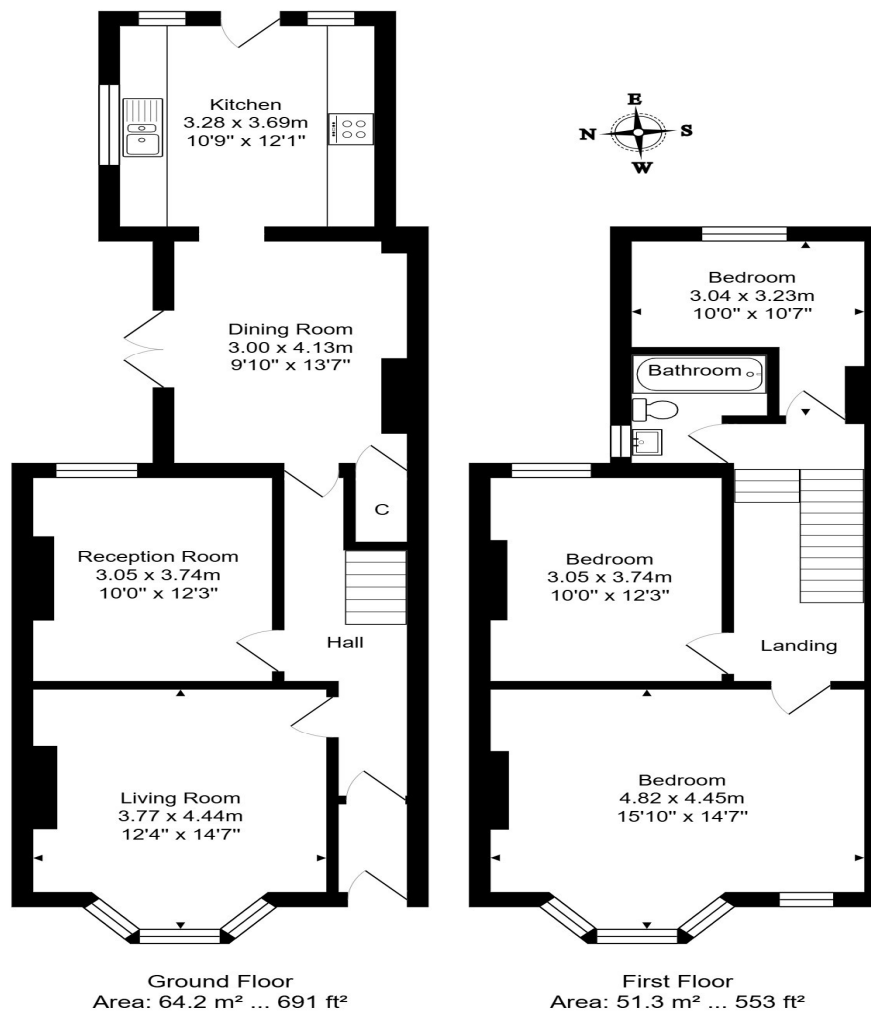 Kitchen
3.28 x 3.69m
10'9" x 12'1"
Dining Room
3.00 x 4.13m
9'10" x 13'7"
C
Reception Room
3.05 x 3.74m
10'0" x 12'3"
Hall
Living Room
3.77 x 4.44m
12'4" x 14'7"
Ground Floor
Area: 64.2 m² ... 691 ft²
E
N
S
W
Bedroom
3.04 x 3.23m
10'0" x 10'7"
Bathroom
Bedroom
3.05 x 3.74m
10'0" x 12'3"
Landing
Bedroom
4.82 x 4.45m
15'10" x 14'7"
First Floor
Area: 51.3 m² ... 553 ft²